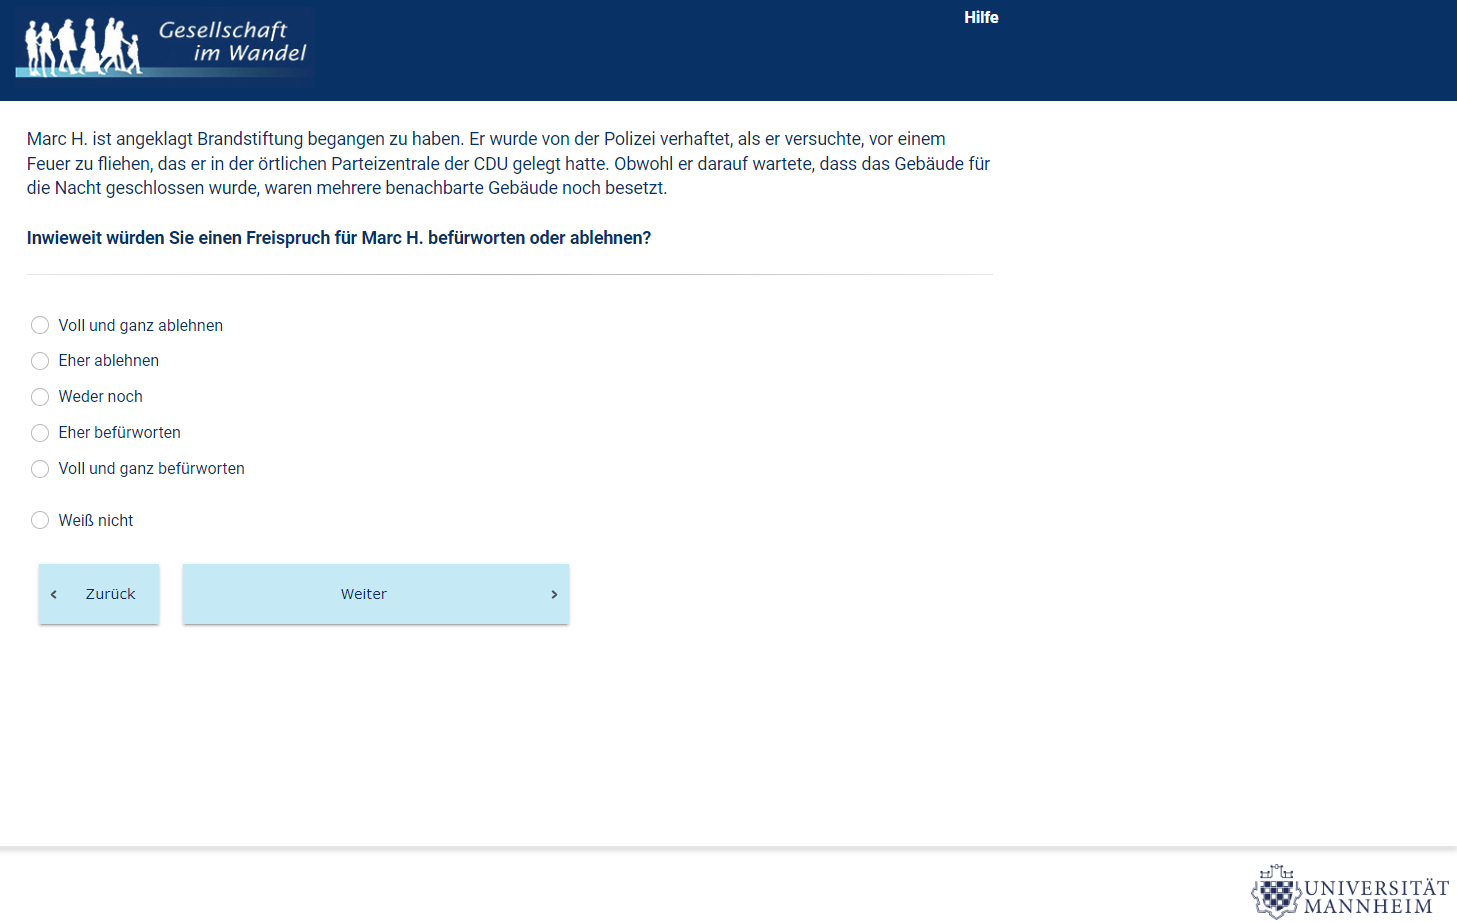 Gesellschaft
im Wandel
Hilfe
Marc H. ist angeklagt Brandstiftung begangen zu haben. Er wurde von der Polizei verhaftet, als er versuchte, vor einem
Feuer zu fliehen, das er in der örtlichen Parteizentrale der CDU gelegt hatte. Obwohl er darauf wartete, dass das Gebäude für
die Nacht geschlossen wurde, waren mehrere benachbarte Gebäude noch besetzt.
Inwieweit würden Sie einen Freispruch für Marc H. befürworten oder ablehnen?
Voll und ganz ablehnen
Eher ablehnen
Weder noch
Eher befürworten
Voll und ganz befürworten
Weiß nicht
Zurück
Weiter
UNIVERSITÄT
MANNHEIM